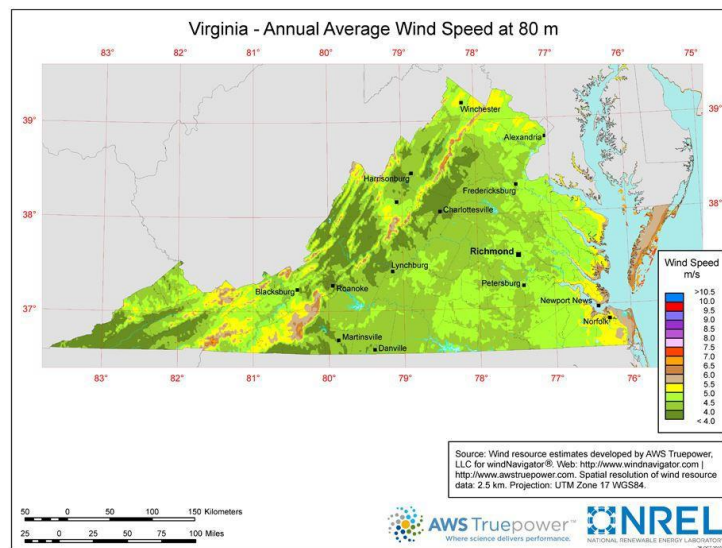 Virginia - Annual Average Wind Speed at 80 m
83° 82° 81° 80° 79° 78° 77° 76° 75°
39° 39°
38° 38°
37° 37°
83° 82° 81° 80° 79° 78° 77° 76°
Winchester
Alexandria
Harrisonburg
Fredericksburg
Charlottesville
Richmond
Lynchburg
Petersburg
Blacksburg
Roanoke
Newport News
Norfolk
Martinsville
Danville
Wind Speed
m/s
>10.5
10.0
9.5
9.0
8.5
8.0
7.5
7.0
6.5
6.0
5.5
5.0
4.5
4.0
< 4.0
Source: Wind resource estimates developed by AWS Truepower,
LLC for windNavigator®. Web: http://www.windnavigator.com |
http://www.awstruepower.com. Spatial resolution of wind resource
data: 2.5 km. Projection: UTM Zone 17 WGS84.
50 0 50 100 150 Kilometers
25 0 25 50 75 100 Miles
AWS Truepower™
Where science delivers performance.
NREL
NATIONAL RENEWABLE ENERGY LABORATORY